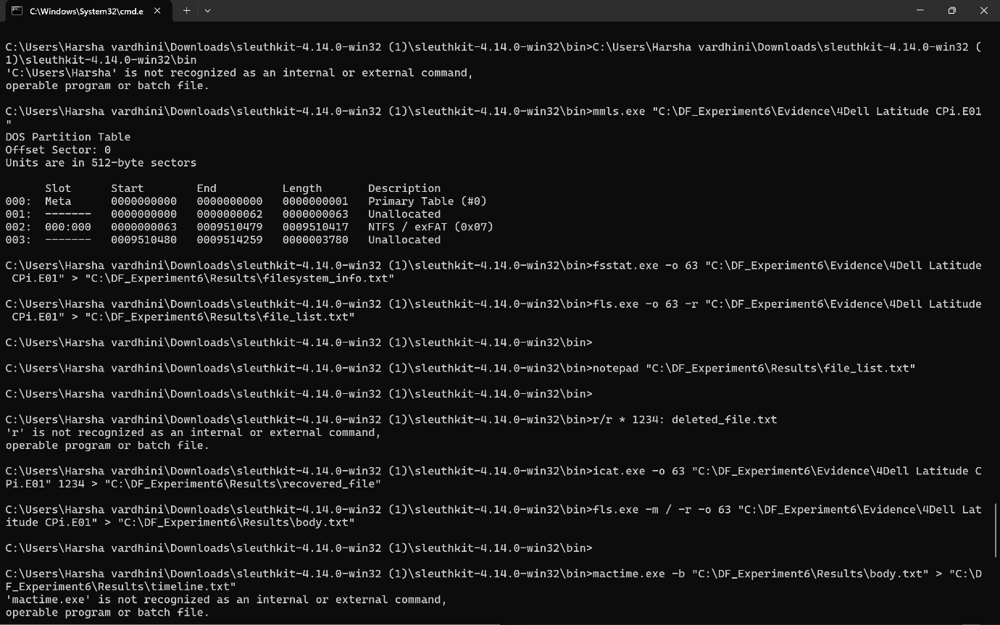 C:\Windows\System32\cmd.e
C:\Users\Harsha vardhini\Downloads\sleuthkit-4.14.0-win32 (1)\sleuthkit-4.14.0-win32\bin>C:\Users\Harsha vardhini\Downloads\sleuthkit-4.14.0-win32 (
1)\sleuthkit-4.14.0-win32\bin
'C:\Users\Harsha' is not recognized as an internal or external command,
operable program or batch file.
C:\Users\Harsha vardhini\Downloads\sleuthkit-4.14.0-win32 (1)\sleuthkit-4.14.0-win32\bin>mmls.exe "C:\DF_Experiment6\Evidence\4Dell Latitude CPi.E01
"
DOS Partition Table
Offset Sector: 0
Units are in 512-byte sectors
Slot Start End Length Description
000: Meta 0000000000 0000000000 0000000001 Primary Table (#0)
001: ------- 0000000000 0000000062 0000000063 Unallocated
002: 000:000 0000000063 0009510479 0009510417 NTFS / exFAT (0x07)
003: ------- 0009510480 0009514259 0000003780 Unallocated
C:\Users\Harsha vardhini\Downloads\sleuthkit-4.14.0-win32 (1)\sleuthkit-4.14.0-win32\bin>fsstat.exe -o 63 "C:\DF_Experiment6\Evidence\4Dell Latitude
CPi.E01" > "C:\DF_Experiment6\Results\filesystem_info.txt"
C:\Users\Harsha vardhini\Downloads\sleuthkit-4.14.0-win32 (1)\sleuthkit-4.14.0-win32\bin>fls.exe -o 63 -r "C:\DF_Experiment6\Evidence\4Dell Latitude
CPi.E01" > "C:\DF_Experiment6\Results\file_list.txt"
C:\Users\Harsha vardhini\Downloads\sleuthkit-4.14.0-win32 (1)\sleuthkit-4.14.0-win32\bin>
C:\Users\Harsha vardhini\Downloads\sleuthkit-4.14.0-win32 (1)\sleuthkit-4.14.0-win32\bin>notepad "C:\DF_Experiment6\Results\file_list.txt"
C:\Users\Harsha vardhini\Downloads\sleuthkit-4.14.0-win32 (1)\sleuthkit-4.14.0-win32\bin>
C:\Users\Harsha vardhini\Downloads\sleuthkit-4.14.0-win32 (1)\sleuthkit-4.14.0-win32\bin>r/r * 1234: deleted_file.txt
'r' is not recognized as an internal or external command,
operable program or batch file.
C:\Users\Harsha vardhini\Downloads\sleuthkit-4.14.0-win32 (1)\sleuthkit-4.14.0-win32\bin>icat.exe -o 63 "C:\DF_Experiment6\Evidence\4Dell Latitude C
Pi.E01" 1234 > "C:\DF_Experiment6\Results\recovered_file"
C:\Users\Harsha vardhini\Downloads\sleuthkit-4.14.0-win32 (1)\sleuthkit-4.14.0-win32\bin>fls.exe -m / -r -o 63 "C:\DF_Experiment6\Evidence\4Dell Lat
itude CPi.E01" > "C:\DF_Experiment6\Results\body.txt"
C:\Users\Harsha vardhini\Downloads\sleuthkit-4.14.0-win32 (1)\sleuthkit-4.14.0-win32\bin>
C:\Users\Harsha vardhini\Downloads\sleuthkit-4.14.0-win32 (1)\sleuthkit-4.14.0-win32\bin>mactime.exe -b "C:\DF_Experiment6\Results\body.txt" > "C:\D
F_Experiment6\Results\timeline.txt"
'mactime.exe' is not recognized as an internal or external command,
operable program or batch file.